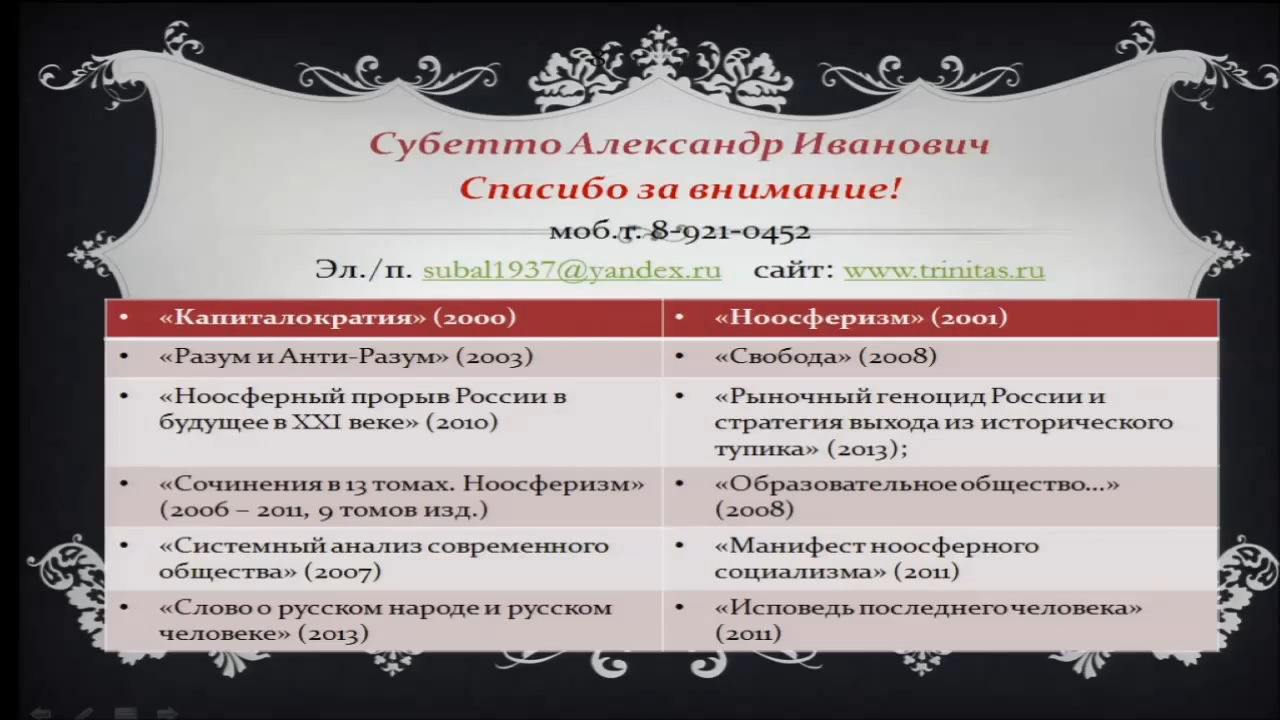 Субетто Александр Иванович
Спасибо за внимание!
моб.т. 8-921-0452
Эл./п. subal1937@yandex.ru сайт: www.trinitas.ru
• «Капиталократия» (2000)
• «Ноосферизм» (2001)
• «Разум и Анти-Разум» (2003)
• «Свобода» (2008)
• «Ноосферный прорыв России в
будущее в XXI веке» (2010)
• «Рыночный геноцид России и
стратегия выхода из исторического
тупика» (2013);
• «Сочинения в 13 томах. Ноосферизм»
(2006 – 2011, 9 томов изд.)
• «Образовательное общество...»
(2008)
• «Системный анализ современного
общества» (2007)
• «Манифест ноосферного
социализма» (2011)
• «Слово о русском народе и русском
человеке» (2013)
• «Исповедь последнего человека»
(2011)